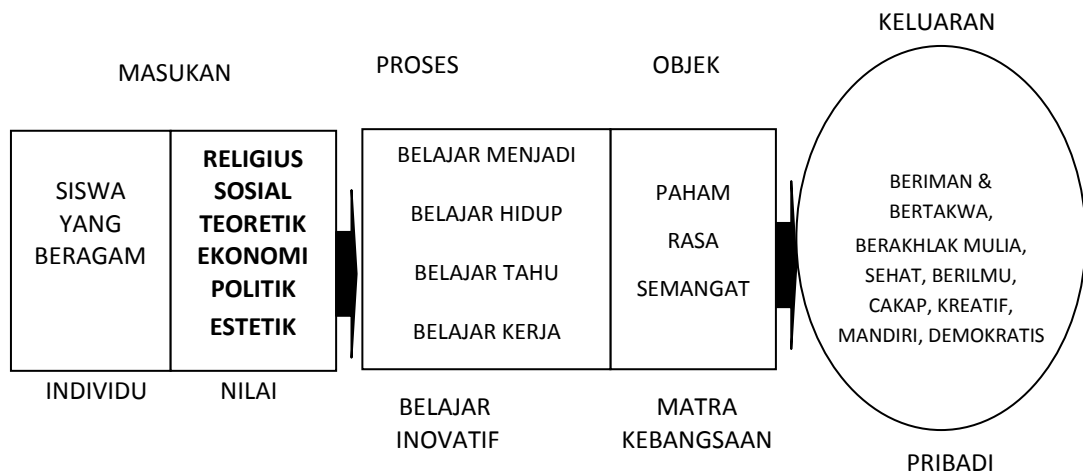 KELUARAN
MASUKAN
PROSES
OBJEK
SISWA
YANG
BERAGAM
RELIGIUS
SOSIAL
TEORETIK
EKONOMI
POLITIK
ESTETIK
BELAJAR MENJADI
BELAJAR HIDUP
BELAJAR TAHU
BELAJAR KERJA
PAHAM
RASA
SEMANGAT
BERIMAN &
BERTAKWA,
BERAKHLAK MULIA,
SEHAT, BERILMU,
CAKAP, KREATIF,
MANDIRI, DEMOKRATIS
INDIVIDU
NILAI
BELAJAR
INOVATIF
MATRA
KEBANGSAAN
PRIBADI